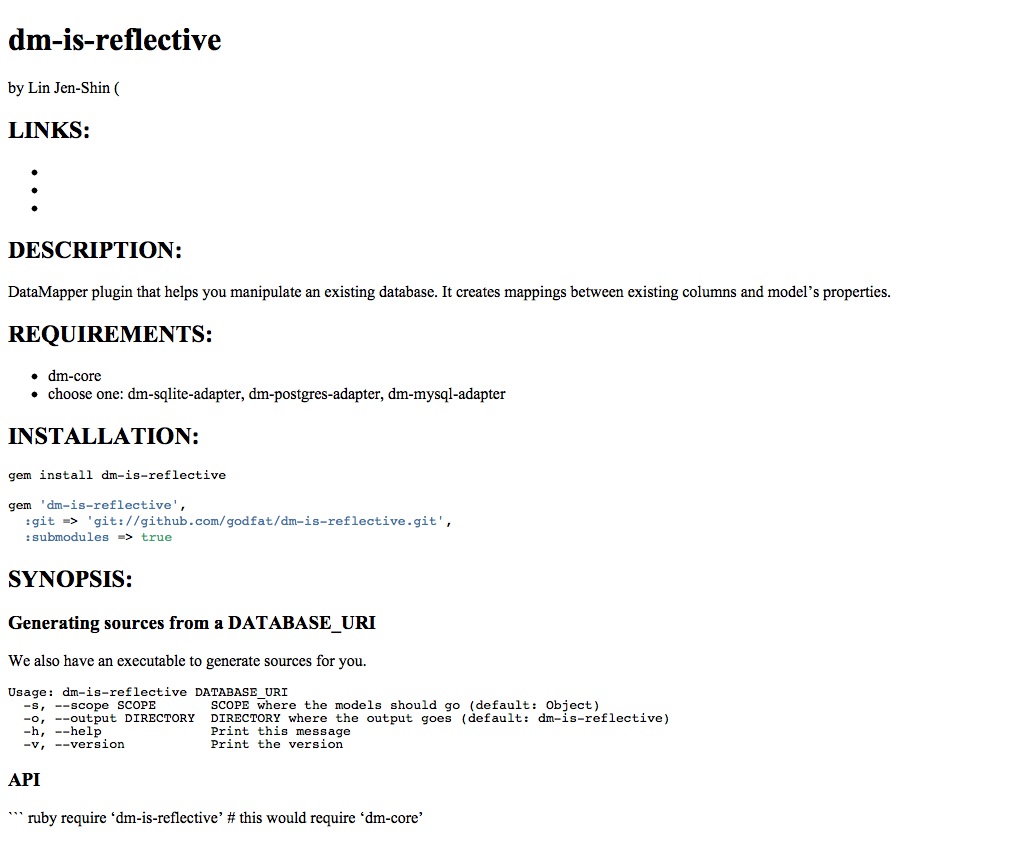 dm-is-reflective
by Lin Jen-Shin (
LINKS:
•
•
•
DESCRIPTION:
DataMapper plugin that helps you manipulate an existing database. It creates mappings between existing columns and model’s properties.
REQUIREMENTS:
• dm-core
• choose one: dm-sqlite-adapter, dm-postgres-adapter, dm-mysql-adapter
INSTALLATION:
gem install dm-is-reflective
gem 'dm-is-reflective',
  :git => 'git://github.com/godfat/dm-is-reflective.git',
  :submodules => true
SYNOPSIS:
Generating sources from a DATABASE_URI
We also have an executable to generate sources for you.
Usage: dm-is-reflective DATABASE_URI
  -s, --scope SCOPE       SCOPE where the models should go (default: Object)
  -o, --output DIRECTORY  DIRECTORY where the output goes (default: dm-is-reflective)
  -h, --help              Print this message
  -v, --version           Print the version
API
``` ruby require ‘dm-is-reflective’ # this would require ‘dm-core’